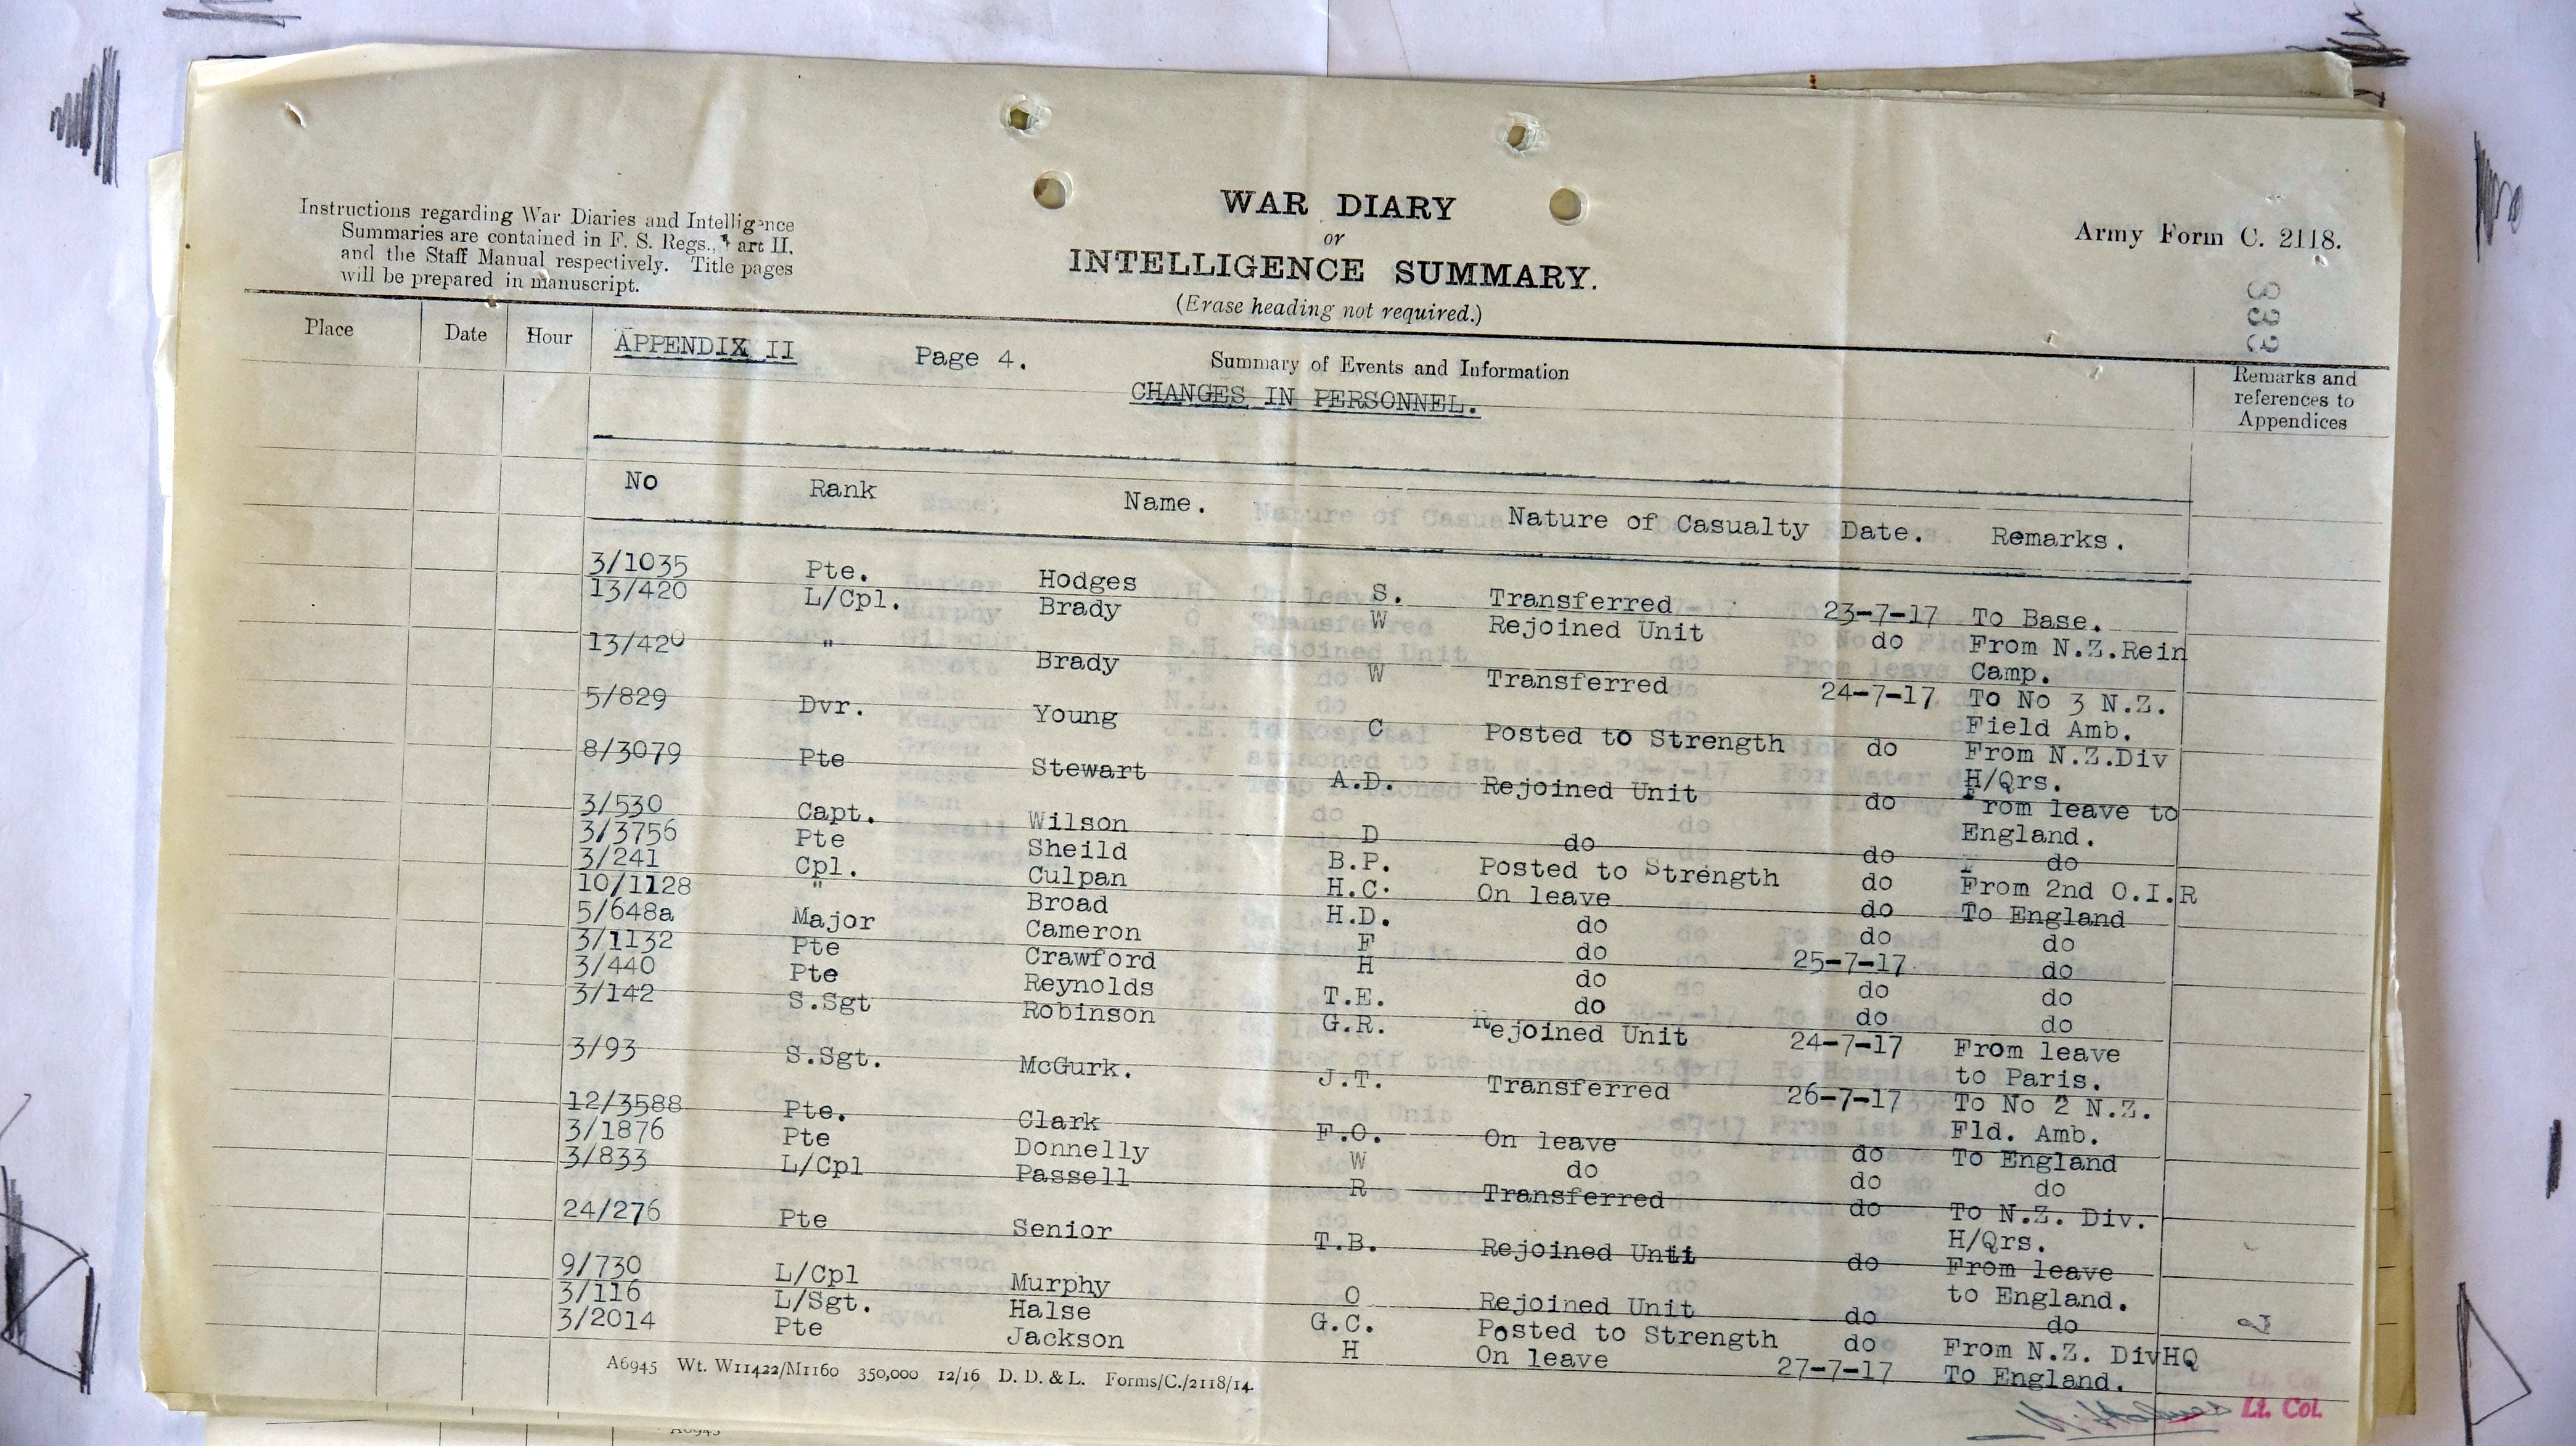 Instructions regarding War Diaries and Intelligence
Summaries are contained in F. S. Regs., Part II.
and the Staff Manual respectively. Title pages
will be prepared in manuscript.
WAR DIARY
or
INTELLIGENCE SUMMARY.
(Erase heading not required.)
Army Form C. 2118.
333
Place Date Hour APPENDIX II Page 4. Summary of Events and Information Remarks and
references to
Appendices
CHANGES IN PERSONNEL.
No Rank Name. Nature of Casualty Date. Remarks.
3/1035 Pte. Hodges S. Transferred 23-7-17 To Base.
13/420 L/Cpl. Brady W Rejoined Unit do From N.Z.Rein
Camp.
13/420 " Brady W Transferred 24-7-17 To No 3 N.Z.
Field Amb.
5/829 Dvr. Young C Posted to Strength do From N.Z.Div
H/Qrs.
8/3079 Pte Stewart A.D. Rejoined Unit do From leave to
England.
3/530 Capt. Wilson D do do do
3/3756 Pte Sheild B.P. Posted to Strength do From 2nd O.I.R
3/241 Cpl. Culpan H.C. On leave do To England
10/1128 " Broad H.D. do do do
5/648a Major Cameron F do 25-7-17 do
3/1132 Pte Crawford H do do do
3/440 Pte Reynolds T.E. do do do
3/142 S.Sgt Robinson G.R. Rejoined Unit 24-7-17 From leave
to Paris.
3/93 S.Sgt. McGurk. J.T. Transferred 26-7-17 To No 2 N.Z.
Fld. Amb.
12/3588 Pte. Clark F.O. On leave do To England
3/1876 Pte Donnelly W do do do
3/833 L/Cpl Passell R Transferred do To N.Z. Div.
H/Qrs.
24/276 Pte Senior T.B. Rejoined Unti do From leave
to England.
9/730 L/Cpl Murphy O Rejoined Unit do do
3/116 L/Sgt. Halse G.C. Posted to Strength do From N.Z. DivHQ
3/2014 Pte Jackson H On leave 27-7-17 To England.
A6945 Wt. W11422/M1160 350,000 12/16 D. D. & L. Forms/C./2118/14.
Lt. Col.
A6945